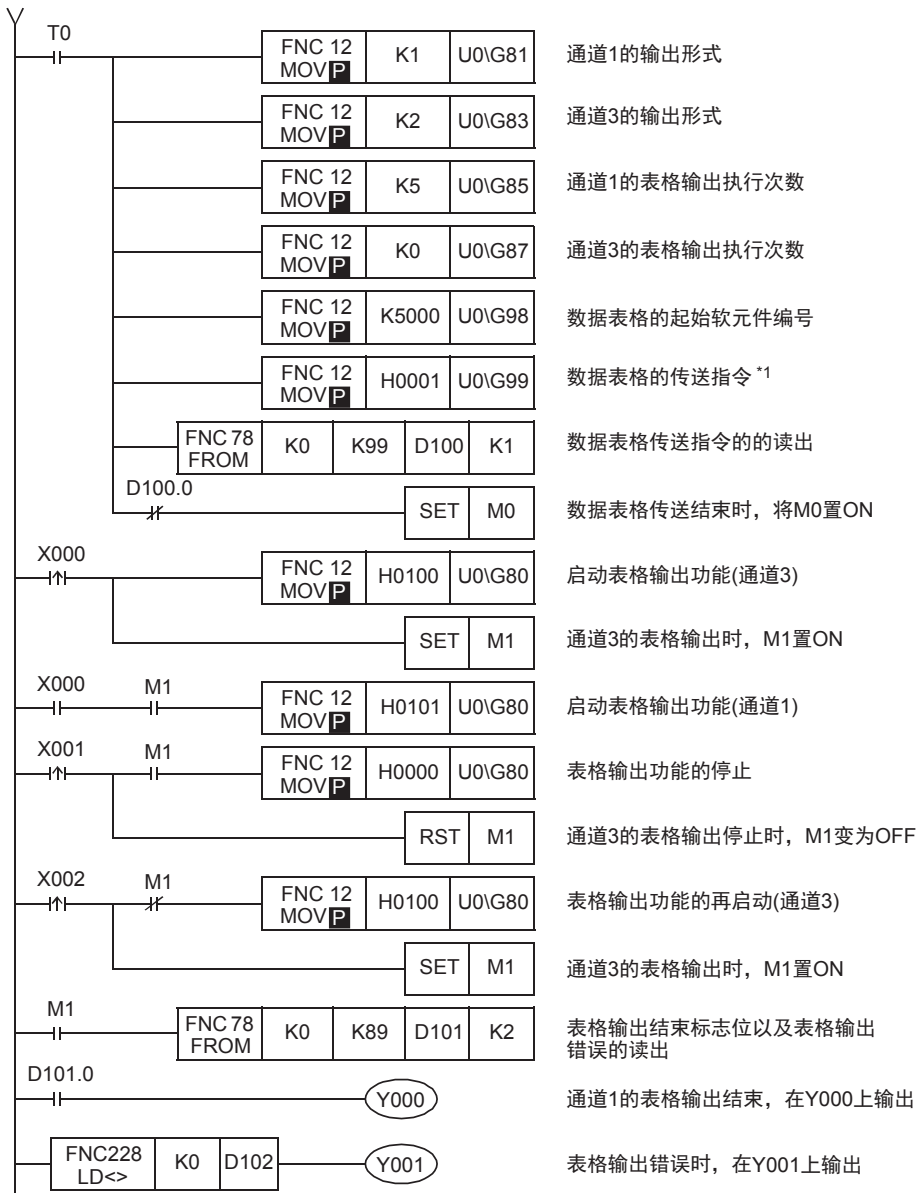 T0
FNC 12 MOV P K1 U0\G81 通道1的输出形式
FNC 12 MOV P K2 U0\G83 通道3的输出形式
FNC 12 MOV P K5 U0\G85 通道1的表格输出执行次数
FNC 12 MOV P K0 U0\G87 通道3的表格输出执行次数
FNC 12 MOV P K5000 U0\G98 数据表格的起始软元件编号
FNC 12 MOV P H0001 U0\G99 数据表格的传送指令 *1
FNC 78 FROM K0 K99 D100 K1 数据表格传送指令的的读出
D100.0
SET M0 数据表格传送结束时，将M0置ON
X000
FNC 12 MOV P H0100 U0\G80 启动表格输出功能(通道3)
SET M1 通道3的表格输出时，M1置ON
X000 M1
FNC 12 MOV P H0101 U0\G80 启动表格输出功能(通道1)
X001 M1
FNC 12 MOV P H0000 U0\G80 表格输出功能的停止
RST M1 通道3的表格输出停止时，M1变为OFF
X002 M1
FNC 12 MOV P H0100 U0\G80 表格输出功能的再启动(通道3)
SET M1 通道3的表格输出时，M1置ON
M1
FNC 78 FROM K0 K89 D101 K2 表格输出结束标志位以及表格输出
错误的读出
D101.0
Y000 通道1的表格输出结束，在Y000上输出
FNC228 LD<> K0 D102 Y001 表格输出错误时，在Y001上输出